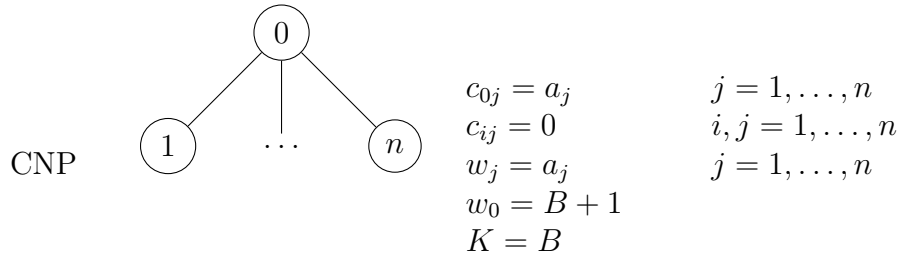 0
c_{0j} = a_j j = 1, . . . , n
c_{ij} = 0 i, j = 1, . . . , n
CNP 1 . . . n w_j = a_j j = 1, . . . , n
w_0 = B + 1
K = B